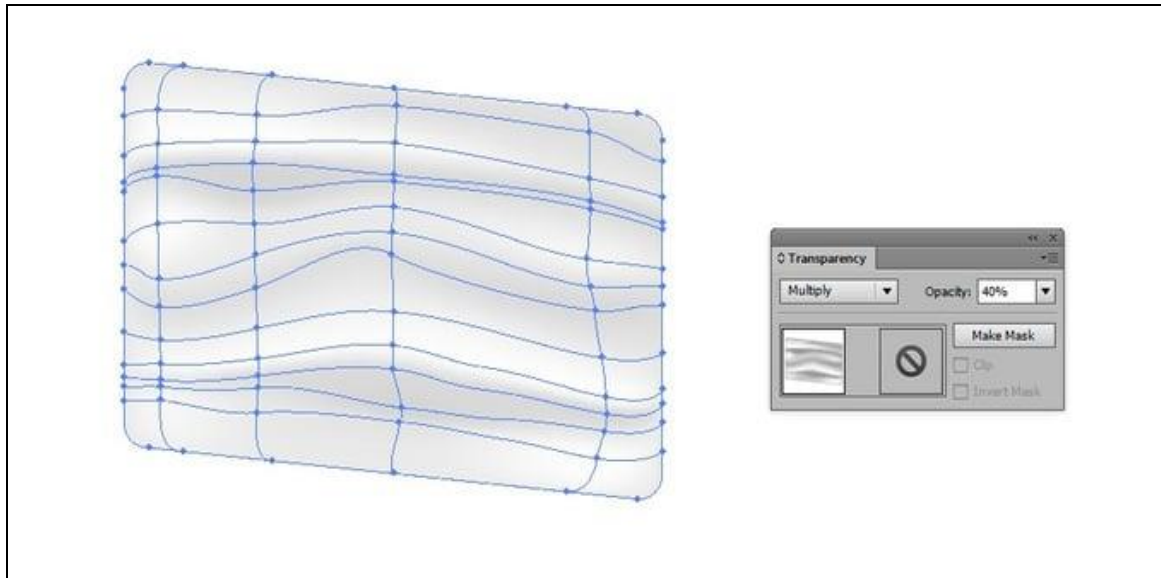 Transparency
Multiply
Opacity: 40%
Make Mask
Clip
Invert Mask